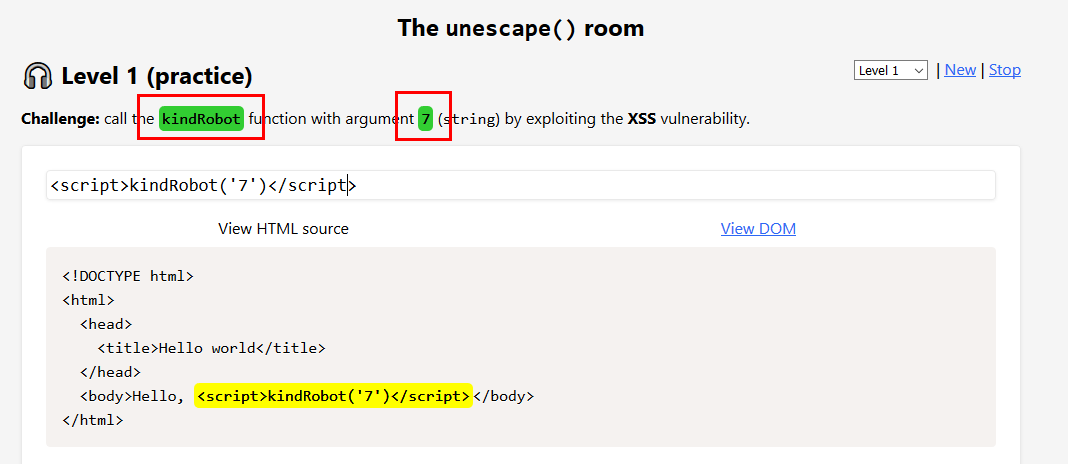 The unescape() room
Level 1 (practice)
Level 1 | New | Stop
Challenge: call the kindRobot function with argument 7 (string) by exploiting the XSS vulnerability.
<script>kindRobot('7')</script>
View HTML source
View DOM
<!DOCTYPE html>
<html>
<head>
<title>Hello world</title>
</head>
<body>Hello, <script>kindRobot('7')</script></body>
</html>